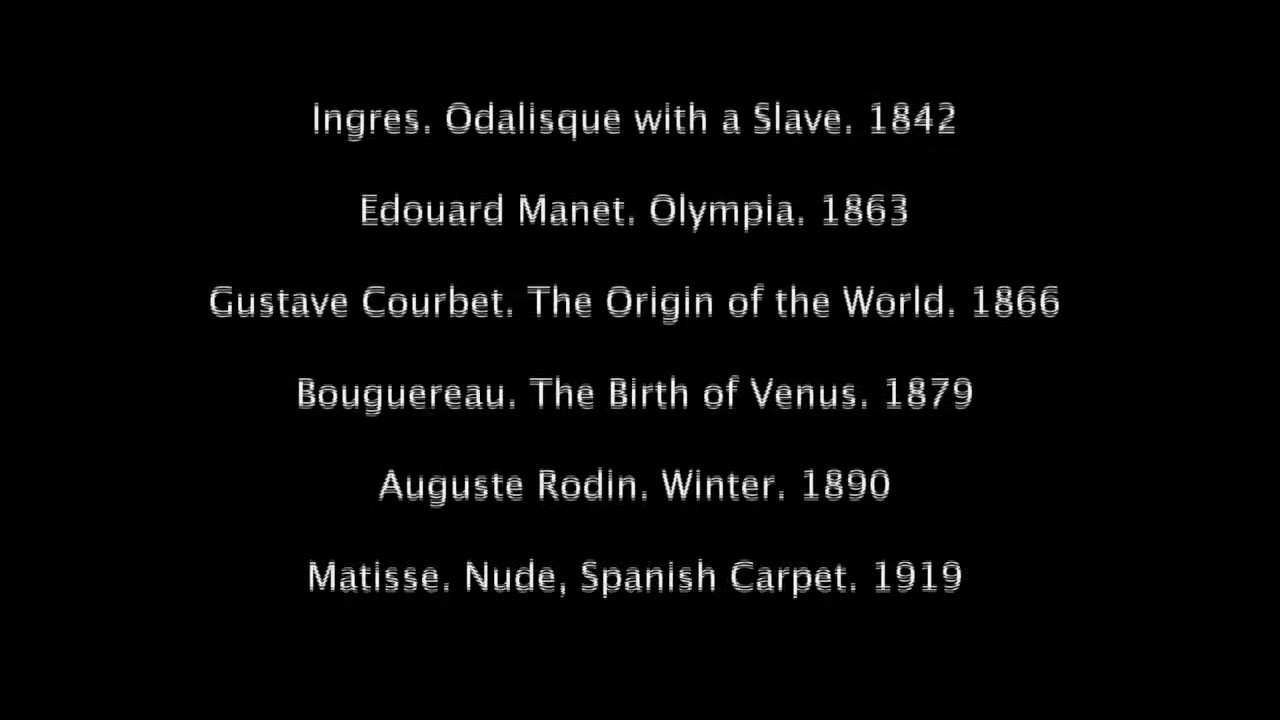 Ingres. Odalisque with a Slave. 1842
Edouard Manet. Olympia. 1863
Gustave Courbet. The Origin of the World. 1866
Bouguereau. The Birth of Venus. 1879
Auguste Rodin. Winter. 1890
Matisse. Nude, Spanish Carpet. 1919